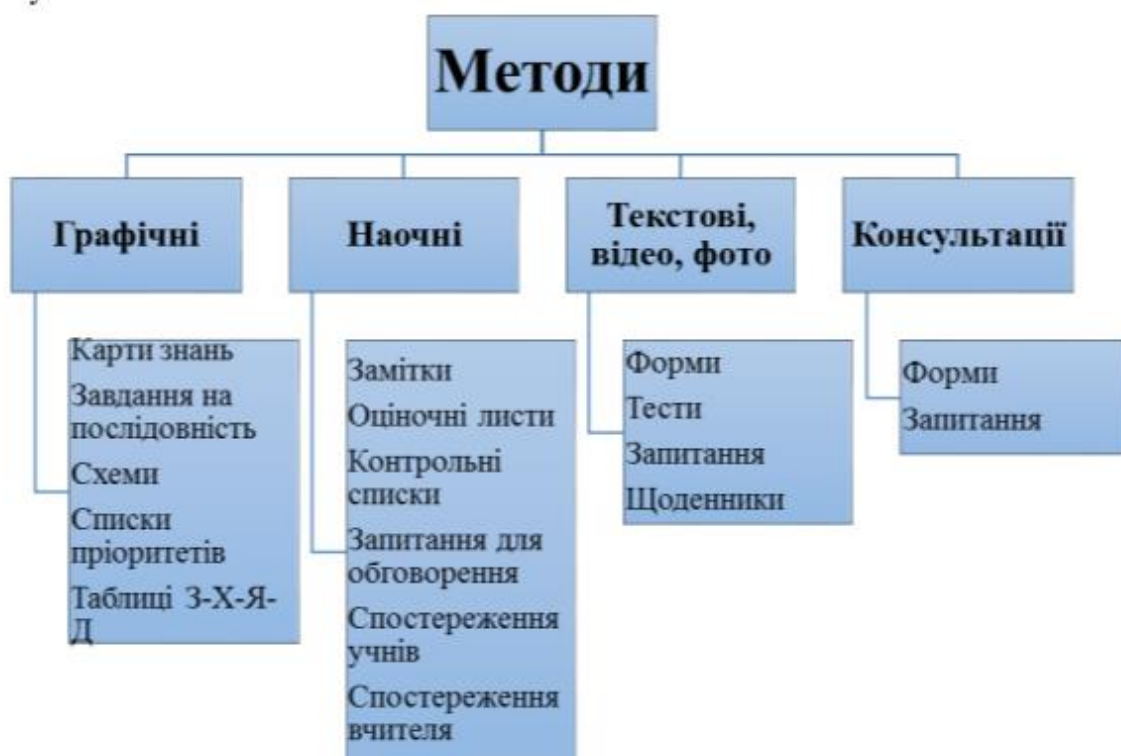 Методи
Графічні
Карти знань
Завдання на
послідовність
Схеми
Списки
пріоритетів
Таблиці З-Х-Я-
Д
Наочні
Замітки
Оціночні листи
Контрольні
списки
Запитання для
обговорення
Спостереження
учнів
Спостереження
вчителя
Текстові,
відео, фото
Форми
Тести
Запитання
Щоденники
Консультації
Форми
Запитання